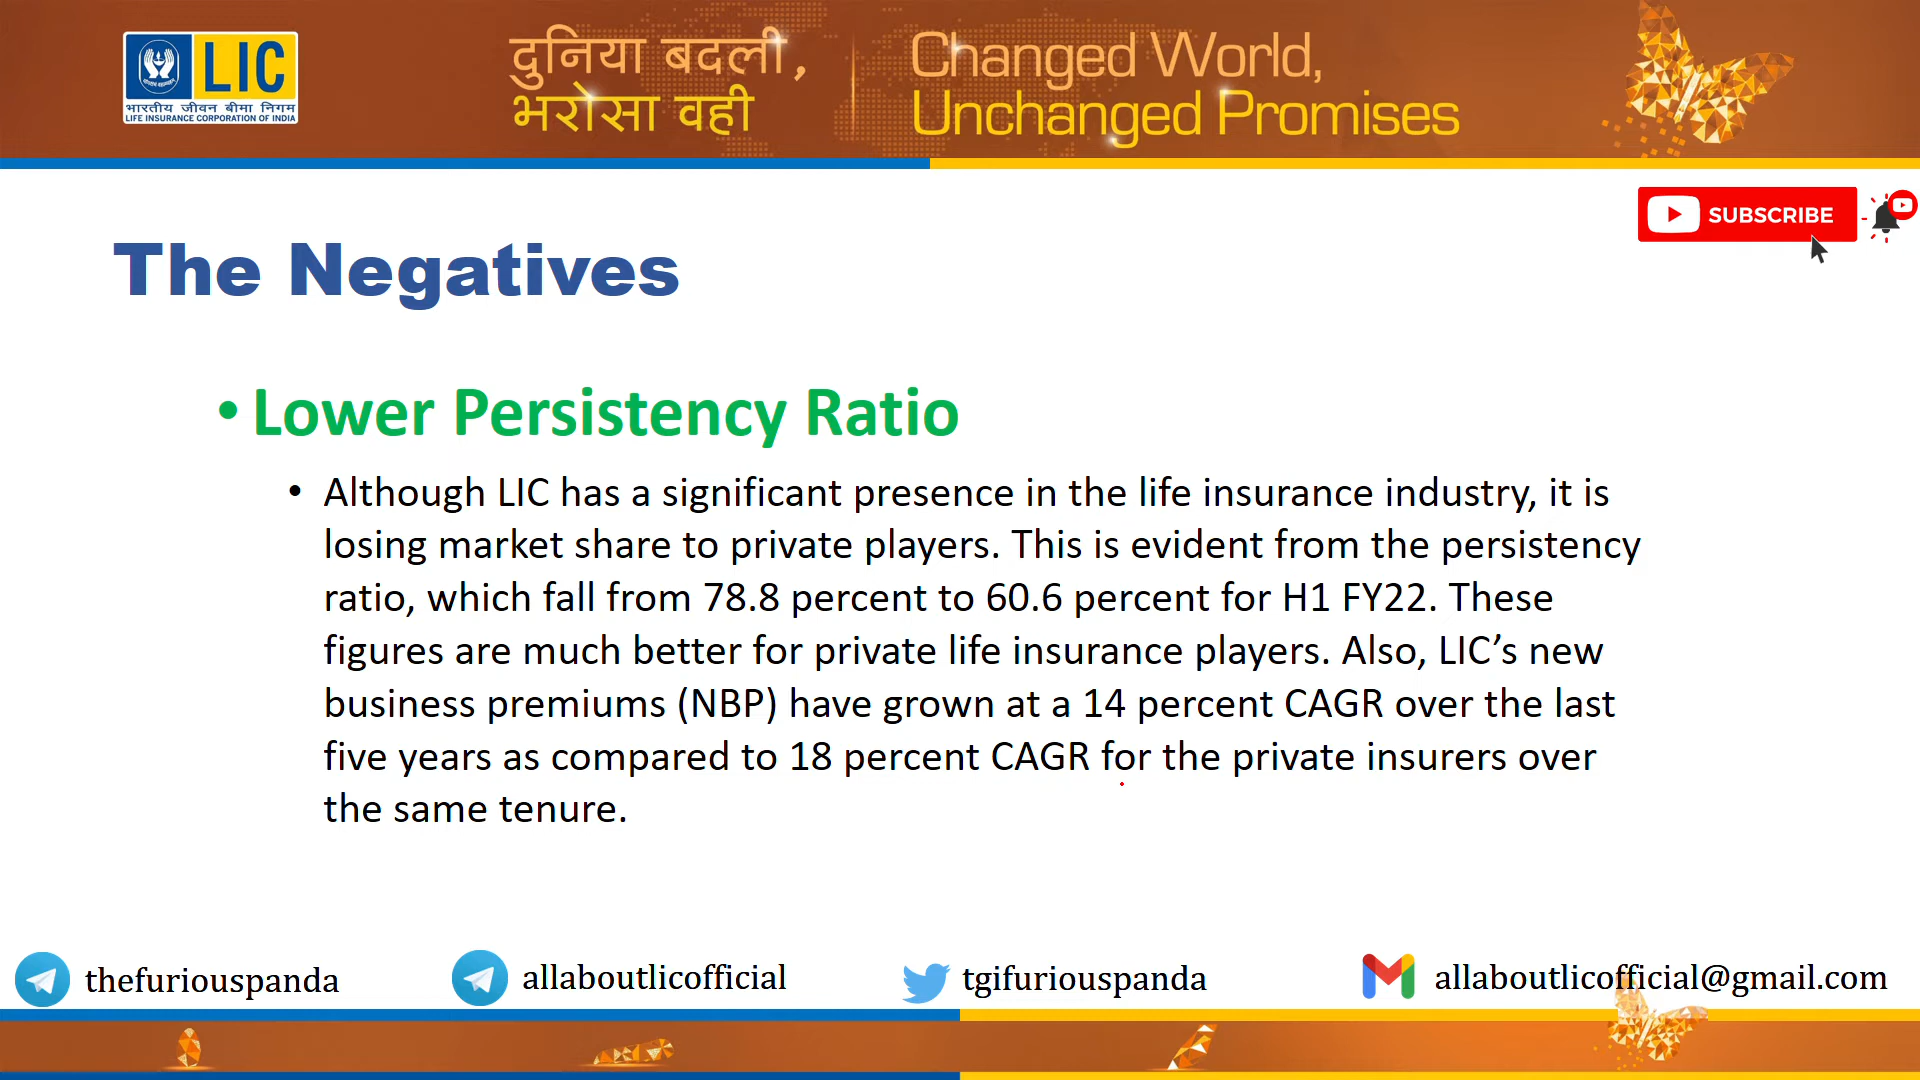 LIC
भारतीय जीवन बीमा निगम
LIFE INSURANCE CORPORATION OF INDIA
दुनिया बदली,
भरोसा वही
Changed World,
Unchanged Promises
SUBSCRIBE
The Negatives
• Lower Persistency Ratio
• Although LIC has a significant presence in the life insurance industry, it is
losing market share to private players. This is evident from the persistency
ratio, which fall from 78.8 percent to 60.6 percent for H1 FY22. These
figures are much better for private life insurance players. Also, LIC’s new
business premiums (NBP) have grown at a 14 percent CAGR over the last
five years as compared to 18 percent CAGR for the private insurers over
the same tenure.
thefuriouspanda
allaboutlicofficial
tgifuriouspanda
allaboutlicofficial@gmail.com